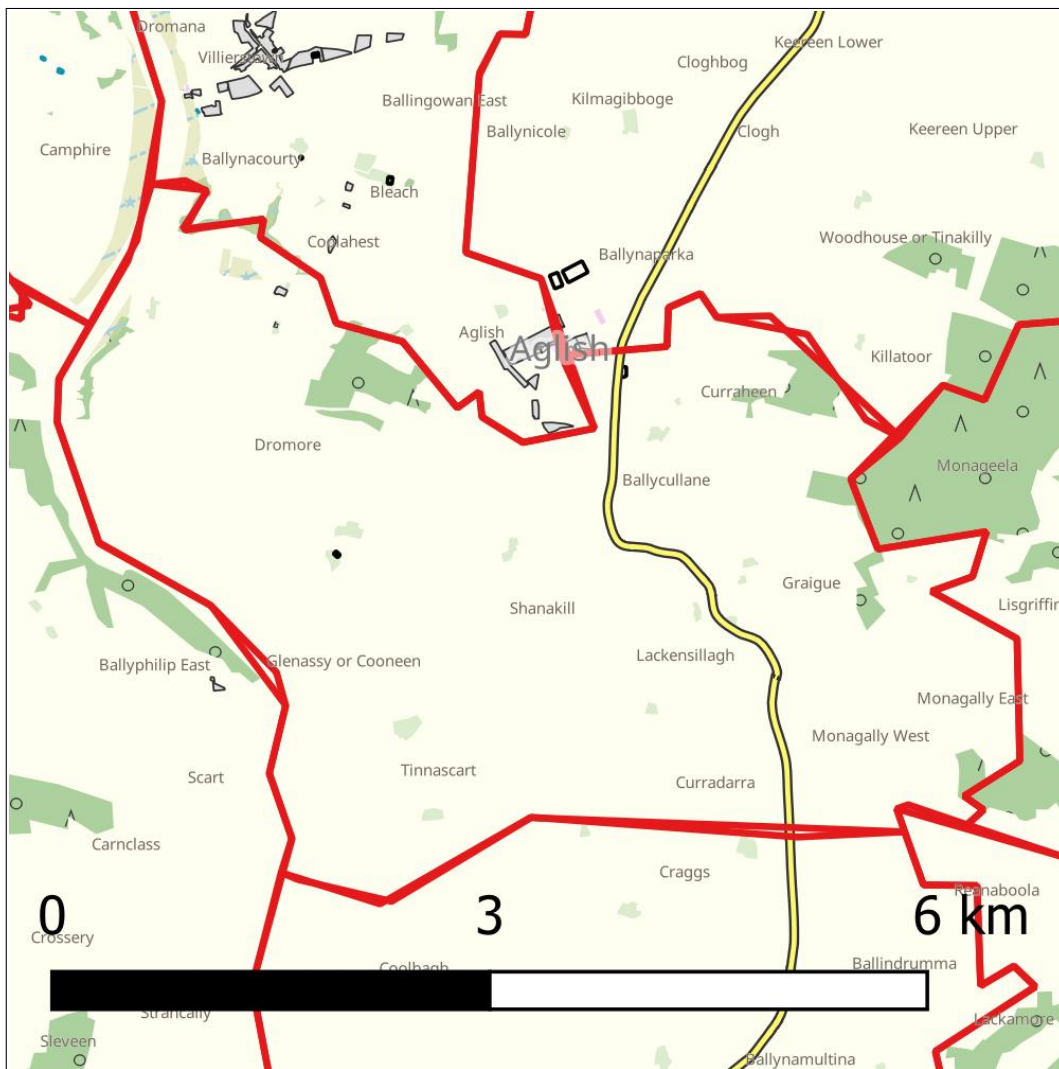 Dromana
Keereen Lower
Villierstown
Cloghbog
Ballingowan East
Kilmagibboge
Ballynicole
Clogh
Keereen Upper
Camphire
Ballynacourty
Bleach
Coolahest
Ballynaparka
Woodhouse or Tinakilly
Aglish
Aglish
Killatoor
Curraheen
Dromore
Monageela
Ballycullane
Graigue
Shanakill
Lisgriffin
Lackensillagh
Ballyphilip East
Glenassy or Cooneen
Monagally East
Monagally West
Scart
Tinnascart
Curradarra
Carnclass
Craggs
Reanaboola
0 3 6 km
Crossery
Coolbagh
Ballindrumma
Strancally
Lackamore
Sleveen
Ballynamultina